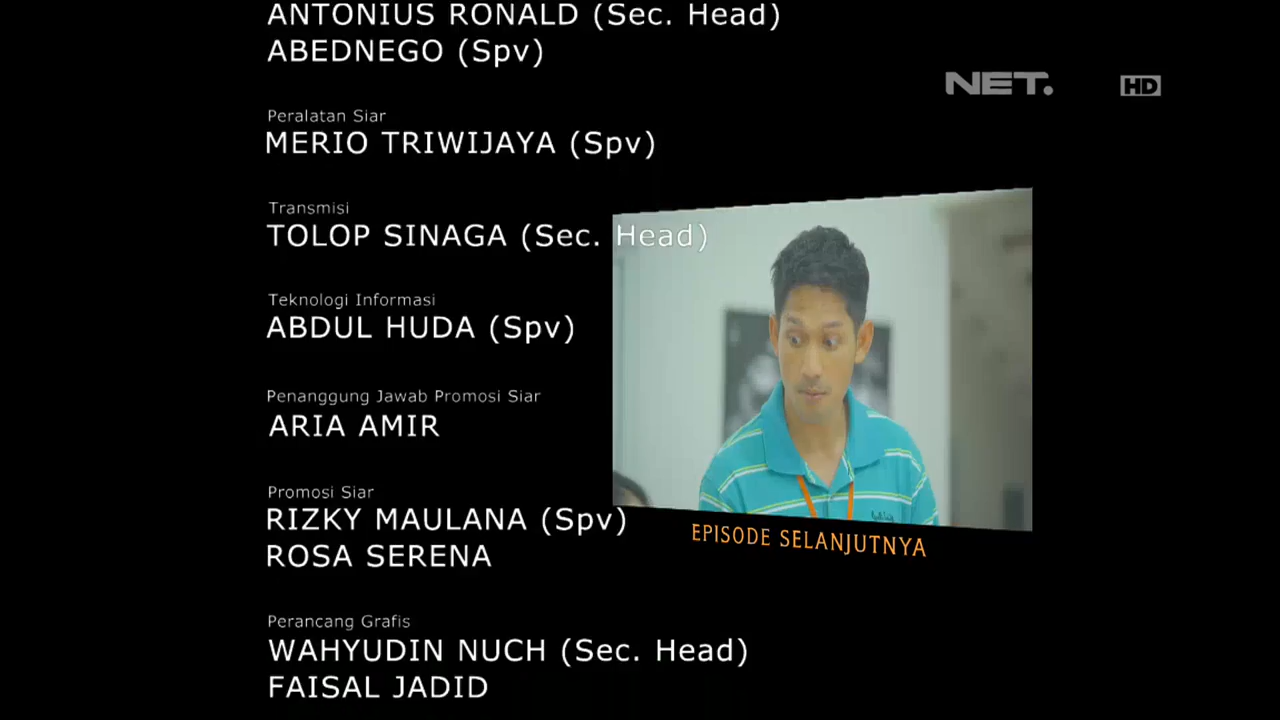 ANTONIUS RONALD (Sec. Head)
ABEDNEGO (Spv)
NET.
HD
Peralatan Siar
MERIO TRIWIJAYA (Spv)
Transmisi
TOLOP SINAGA (Sec. Head)
Teknologi Informasi
ABDUL HUDA (Spv)
Penanggung Jawab Promosi Siar
ARIA AMIR
Promosi Siar
RIZKY MAULANA (Spv)
ROSA SERENA
EPISODE SELANJUTNYA
Perancang Grafis
WAHYUDIN NUCH (Sec. Head)
FAISAL JADID